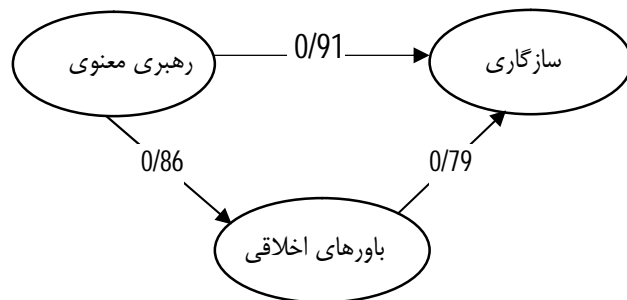 رهبری معنوی
0/91
سازگاری
0/86
0/79
باورهای اخلاقی